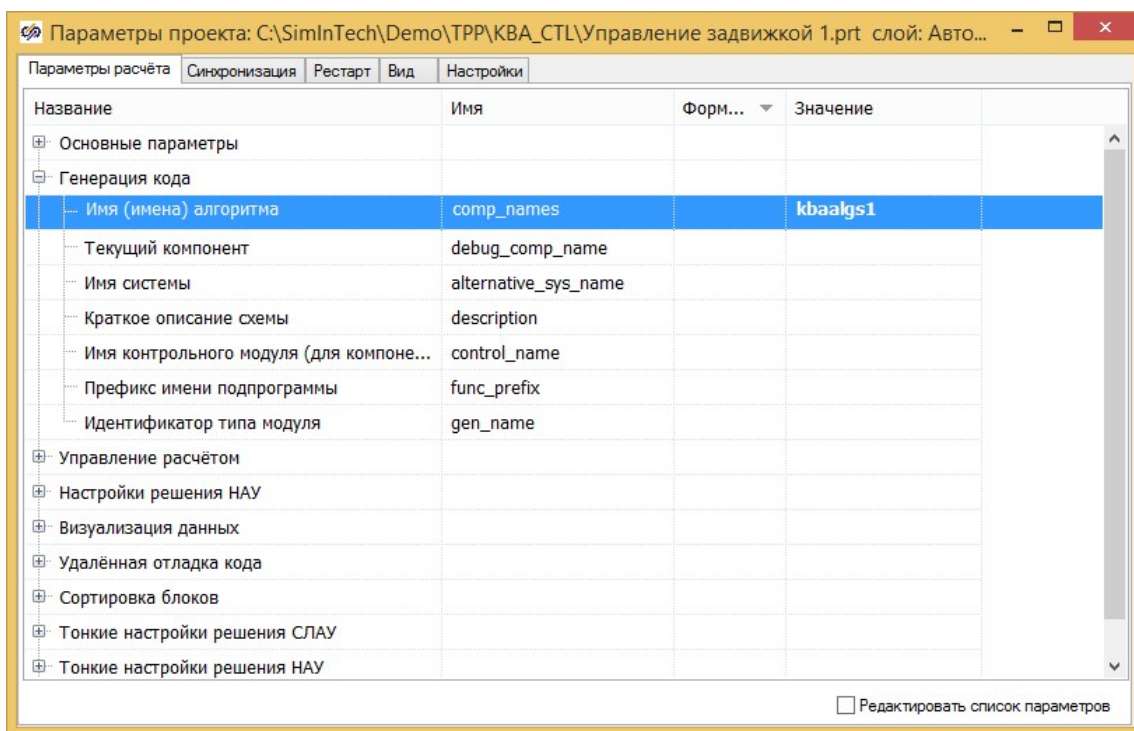 Параметры проекта: C:\SimInTech\Demo\TPP\KBA_CTL\Управление задвижкой 1.prt слой: Авто...
Параметры расчёта Синхронизация Рестарт Вид Настройки
Название Имя Форм... Значение
Основные параметры
Генерация кода
Имя (имена) алгоритма comp_names kbaalgs1
Текущий компонент debug_comp_name
Имя системы alternative_sys_name
Краткое описание схемы description
Имя контрольного модуля (для компоне... control_name
Префикс имени подпрограммы func_prefix
Идентификатор типа модуля gen_name
Управление расчётом
Настройки решения НАУ
Визуализация данных
Удалённая отладка кода
Сортировка блоков
Тонкие настройки решения СЛАУ
Тонкие настройки решения НАУ
Редактировать список параметров